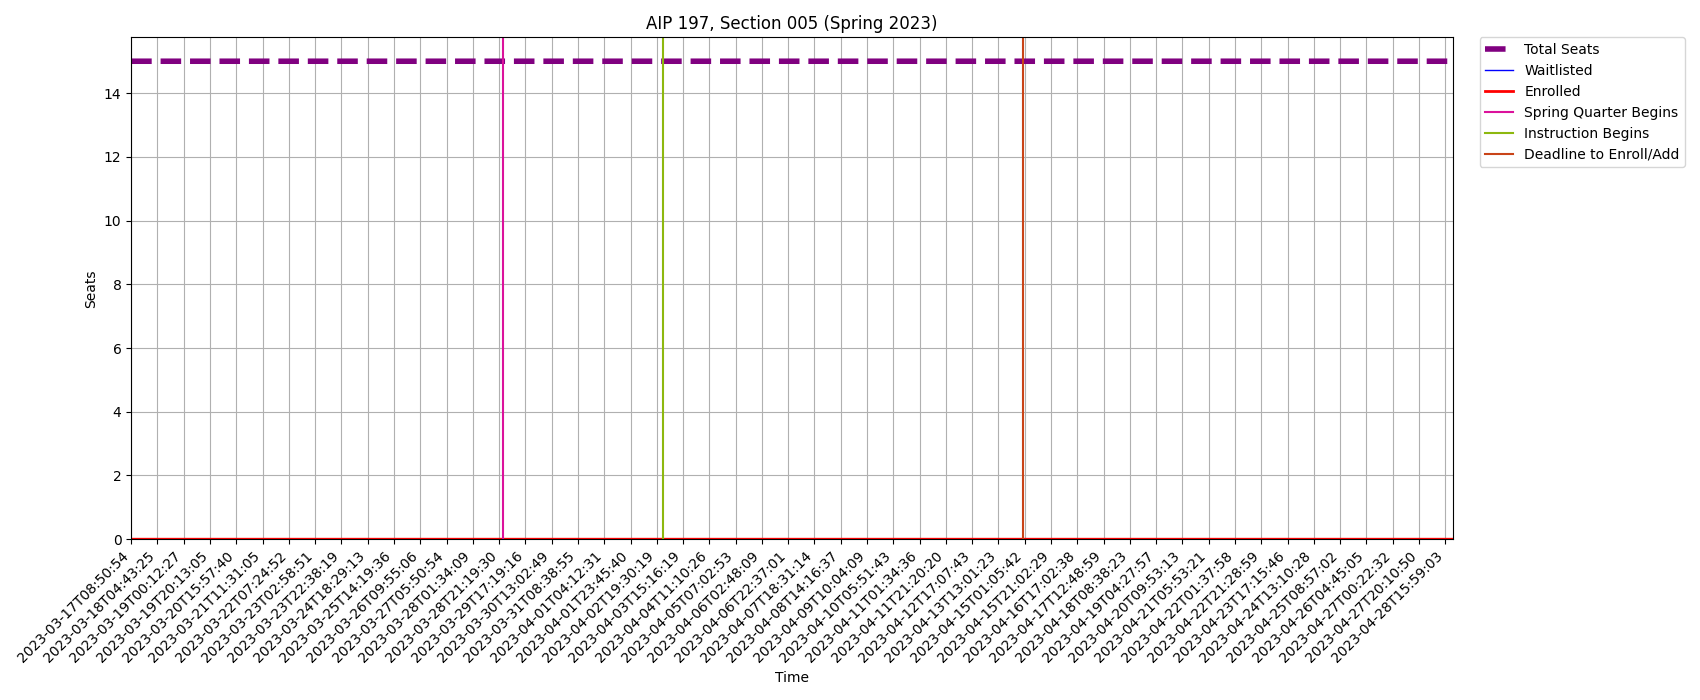 AIP 197, Section 005 (Spring 2023)
Total Seats
Waitlisted
Enrolled
Spring Quarter Begins
Instruction Begins
Deadline to Enroll/Add
Seats
14
12
10
8
6
4
2
0
2023-03-17T08:50:54
2023-03-18T04:43:25
2023-03-19T00:12:27
2023-03-19T20:13:05
2023-03-20T15:57:40
2023-03-21T11:31:05
2023-03-22T07:24:52
2023-03-23T02:58:51
2023-03-23T22:38:19
2023-03-24T18:29:13
2023-03-25T14:19:36
2023-03-26T09:55:06
2023-03-27T05:50:54
2023-03-28T01:34:09
2023-03-28T21:19:30
2023-03-29T17:19:16
2023-03-30T13:02:49
2023-03-31T08:38:55
2023-04-01T04:12:31
2023-04-01T23:45:40
2023-04-02T19:30:19
2023-04-03T15:16:19
2023-04-04T11:10:26
2023-04-05T07:02:53
2023-04-06T02:48:09
2023-04-06T22:37:01
2023-04-07T18:31:14
2023-04-08T14:16:37
2023-04-09T10:04:09
2023-04-10T05:51:43
2023-04-11T01:34:36
2023-04-11T21:20:20
2023-04-12T17:07:43
2023-04-13T13:01:23
2023-04-15T01:05:42
2023-04-15T21:02:29
2023-04-16T17:02:38
2023-04-17T12:48:59
2023-04-18T08:38:23
2023-04-19T04:27:57
2023-04-20T09:53:13
2023-04-21T05:53:21
2023-04-22T01:37:58
2023-04-22T21:28:59
2023-04-23T17:15:46
2023-04-24T13:10:28
2023-04-25T08:57:02
2023-04-26T04:45:05
2023-04-27T00:22:32
2023-04-27T20:10:50
2023-04-28T15:59:03
Time